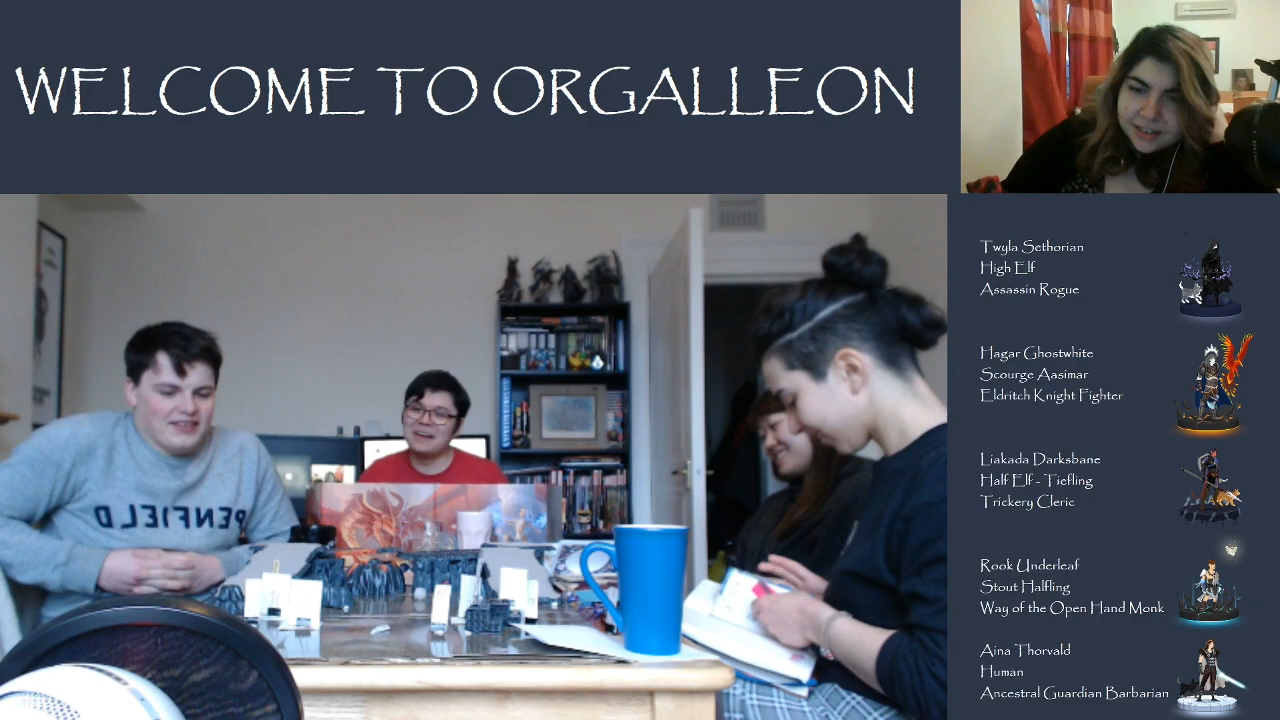 WELCOME TO ORGALLEON
Twyla Sethorian
High Elf
Assassin Rogue
Hagar Ghostwhite
Scourge Aasimar
Eldritch Knight Fighter
Liakada Darksbane
Half Elf - Tiefling
Trickery Cleric
Rook Underleaf
Stout Halfling
Way of the Open Hand Monk
Aina Thorvald
Human
Ancestral Guardian Barbarian
PENFIELD